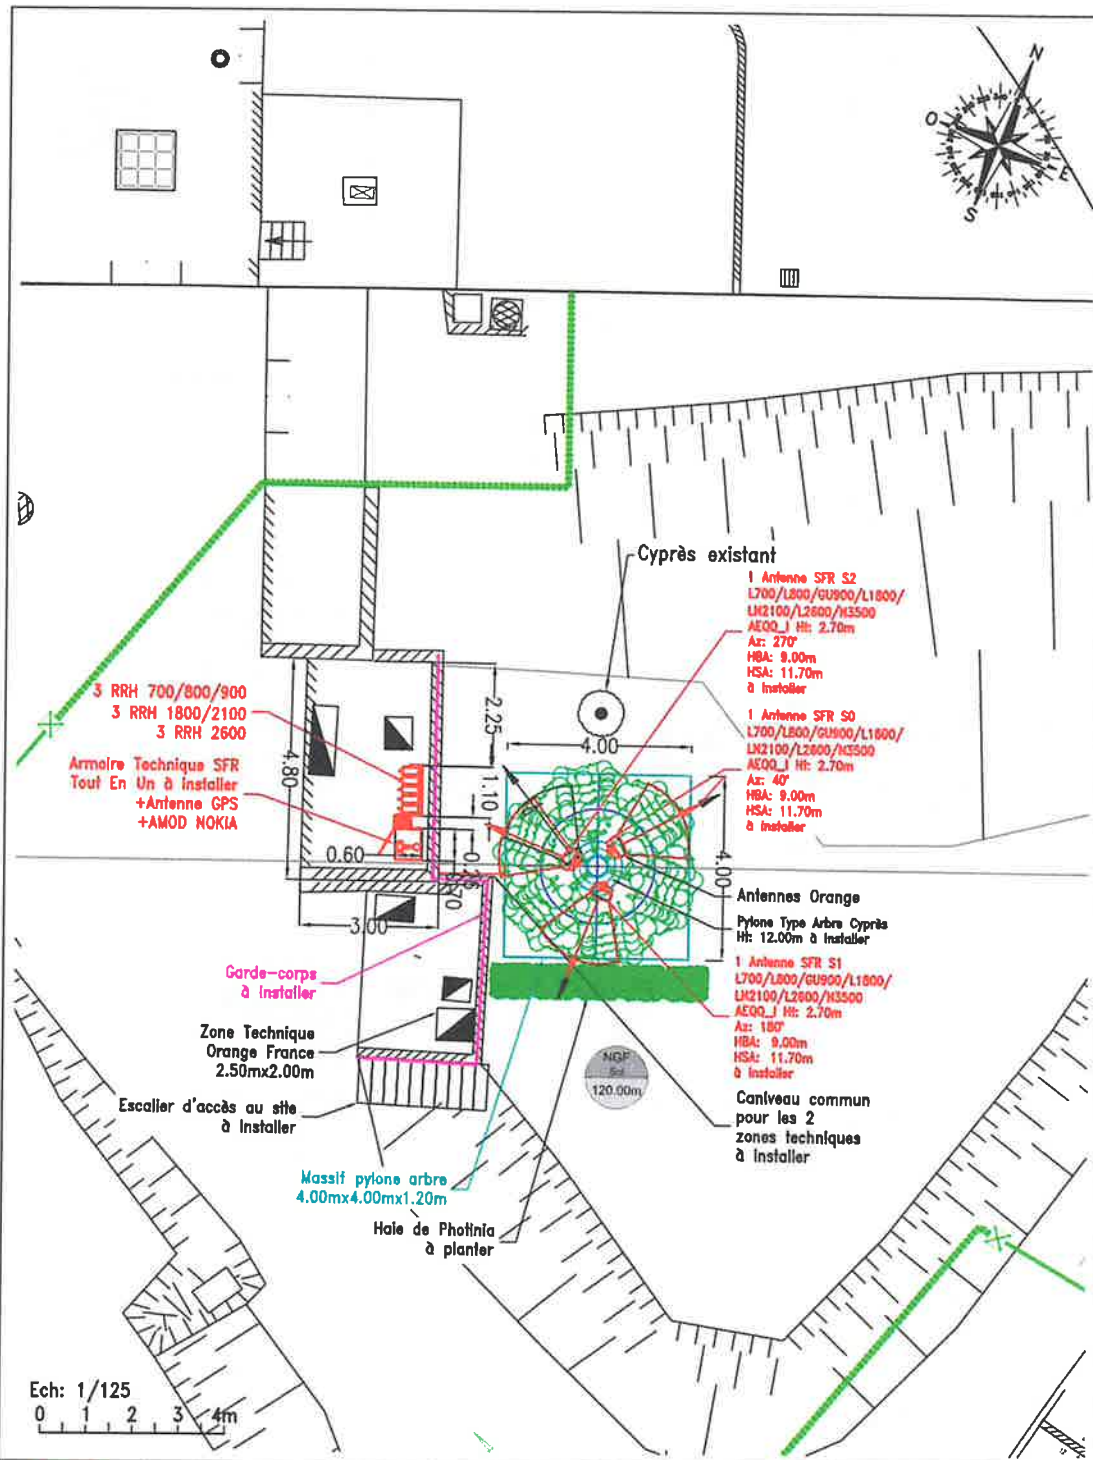 N
O
E
S
Cyprès existant
1 Antenne SFR S2
L700/L800/GU900/L1800/
LN2100/L2600/N3500
AEQQ_I Ht: 2.70m
Az: 270°
HBA: 9.00m
HSA: 11.70m
à installer
3 RRH 700/800/900
3 RRH 1800/2100
3 RRH 2600
Armoire Technique SFR
Tout En Un à installer
+Antenne GPS
+AMOD NOKIA
2.25
4.00
1.10
4.80
0.60
4.00
3.00
1 Antenne SFR S0
L700/L800/GU900/L1800/
LN2100/L2600/N3500
AEQQ_I Ht: 2.70m
Az: 40°
HBA: 9.00m
HSA: 11.70m
à installer
Antennes Orange
Pylone Type Arbre Cyprès
Ht: 12.00m à installer
1 Antenne SFR S1
L700/L800/GU900/L1800/
LN2100/L2600/N3500
AEQQ_I Ht: 2.70m
Az: 180°
HBA: 9.00m
HSA: 11.70m
à installer
Garde-corps
à installer
Zone Technique
Orange France
2.50mx2.00m
NGF
Sol
120.00m
Escalier d'accès au site
à installer
Caniveau commun
pour les 2
zones techniques
à installer
Massif pylone arbre
4.00mx4.00mx1.20m
Haie de Photinia
à planter
Ech: 1/125
0 1 2 3 4m